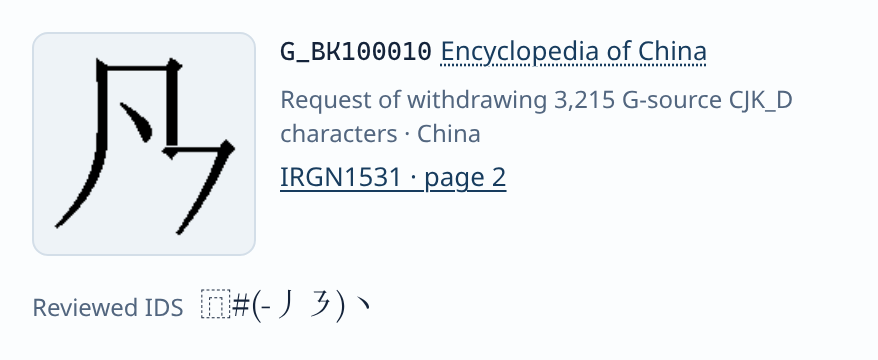 G_BK100010 Encyclopedia of China
Request of withdrawing 3,215 G-source CJK_D
characters · China
IRGN1531 · page 2
Reviewed IDS ⿵#(-丿㇌)丶